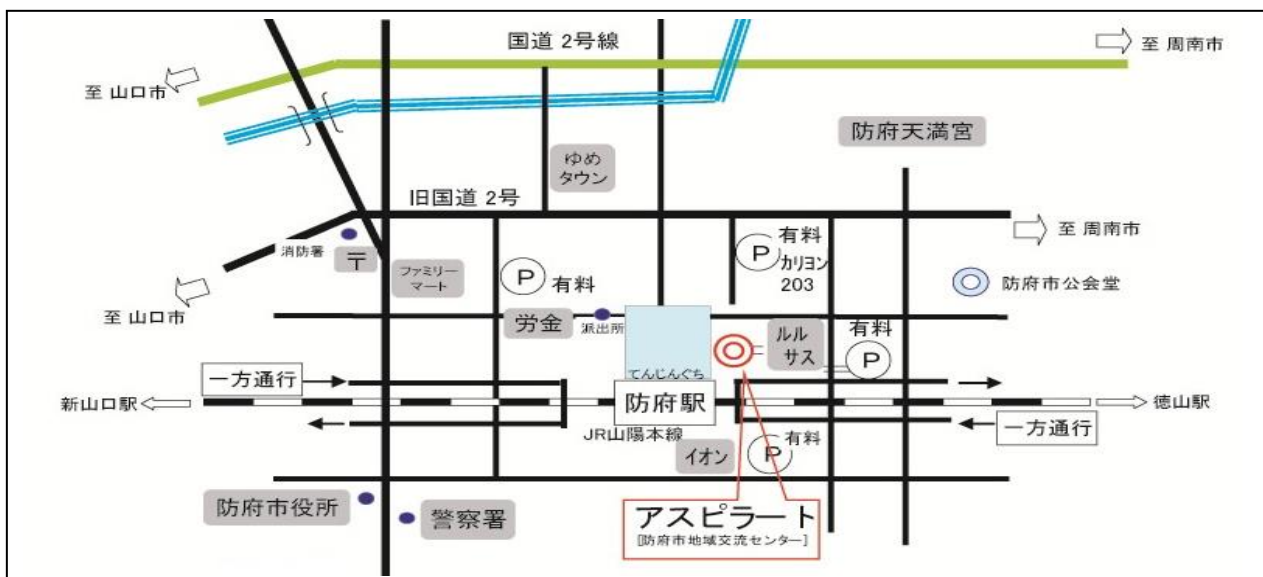 国道 2号線
至 周南市
至 山口市
防府天満宮
ゆめ
タウン
旧国道 2号
至 周南市
消防署
〒
ファミリー
マート
P
有料
P
有料
カリヨン
203
防府市公会堂
至 山口市
労金
派出所
ルル
サス
有料
P
てんじんぐち
一方通行
新山口駅
防府駅
徳山駅
JR山陽本線
一方通行
イオン
P
有料
防府市役所
警察署
アスピラート
[防府市地域交流センター]